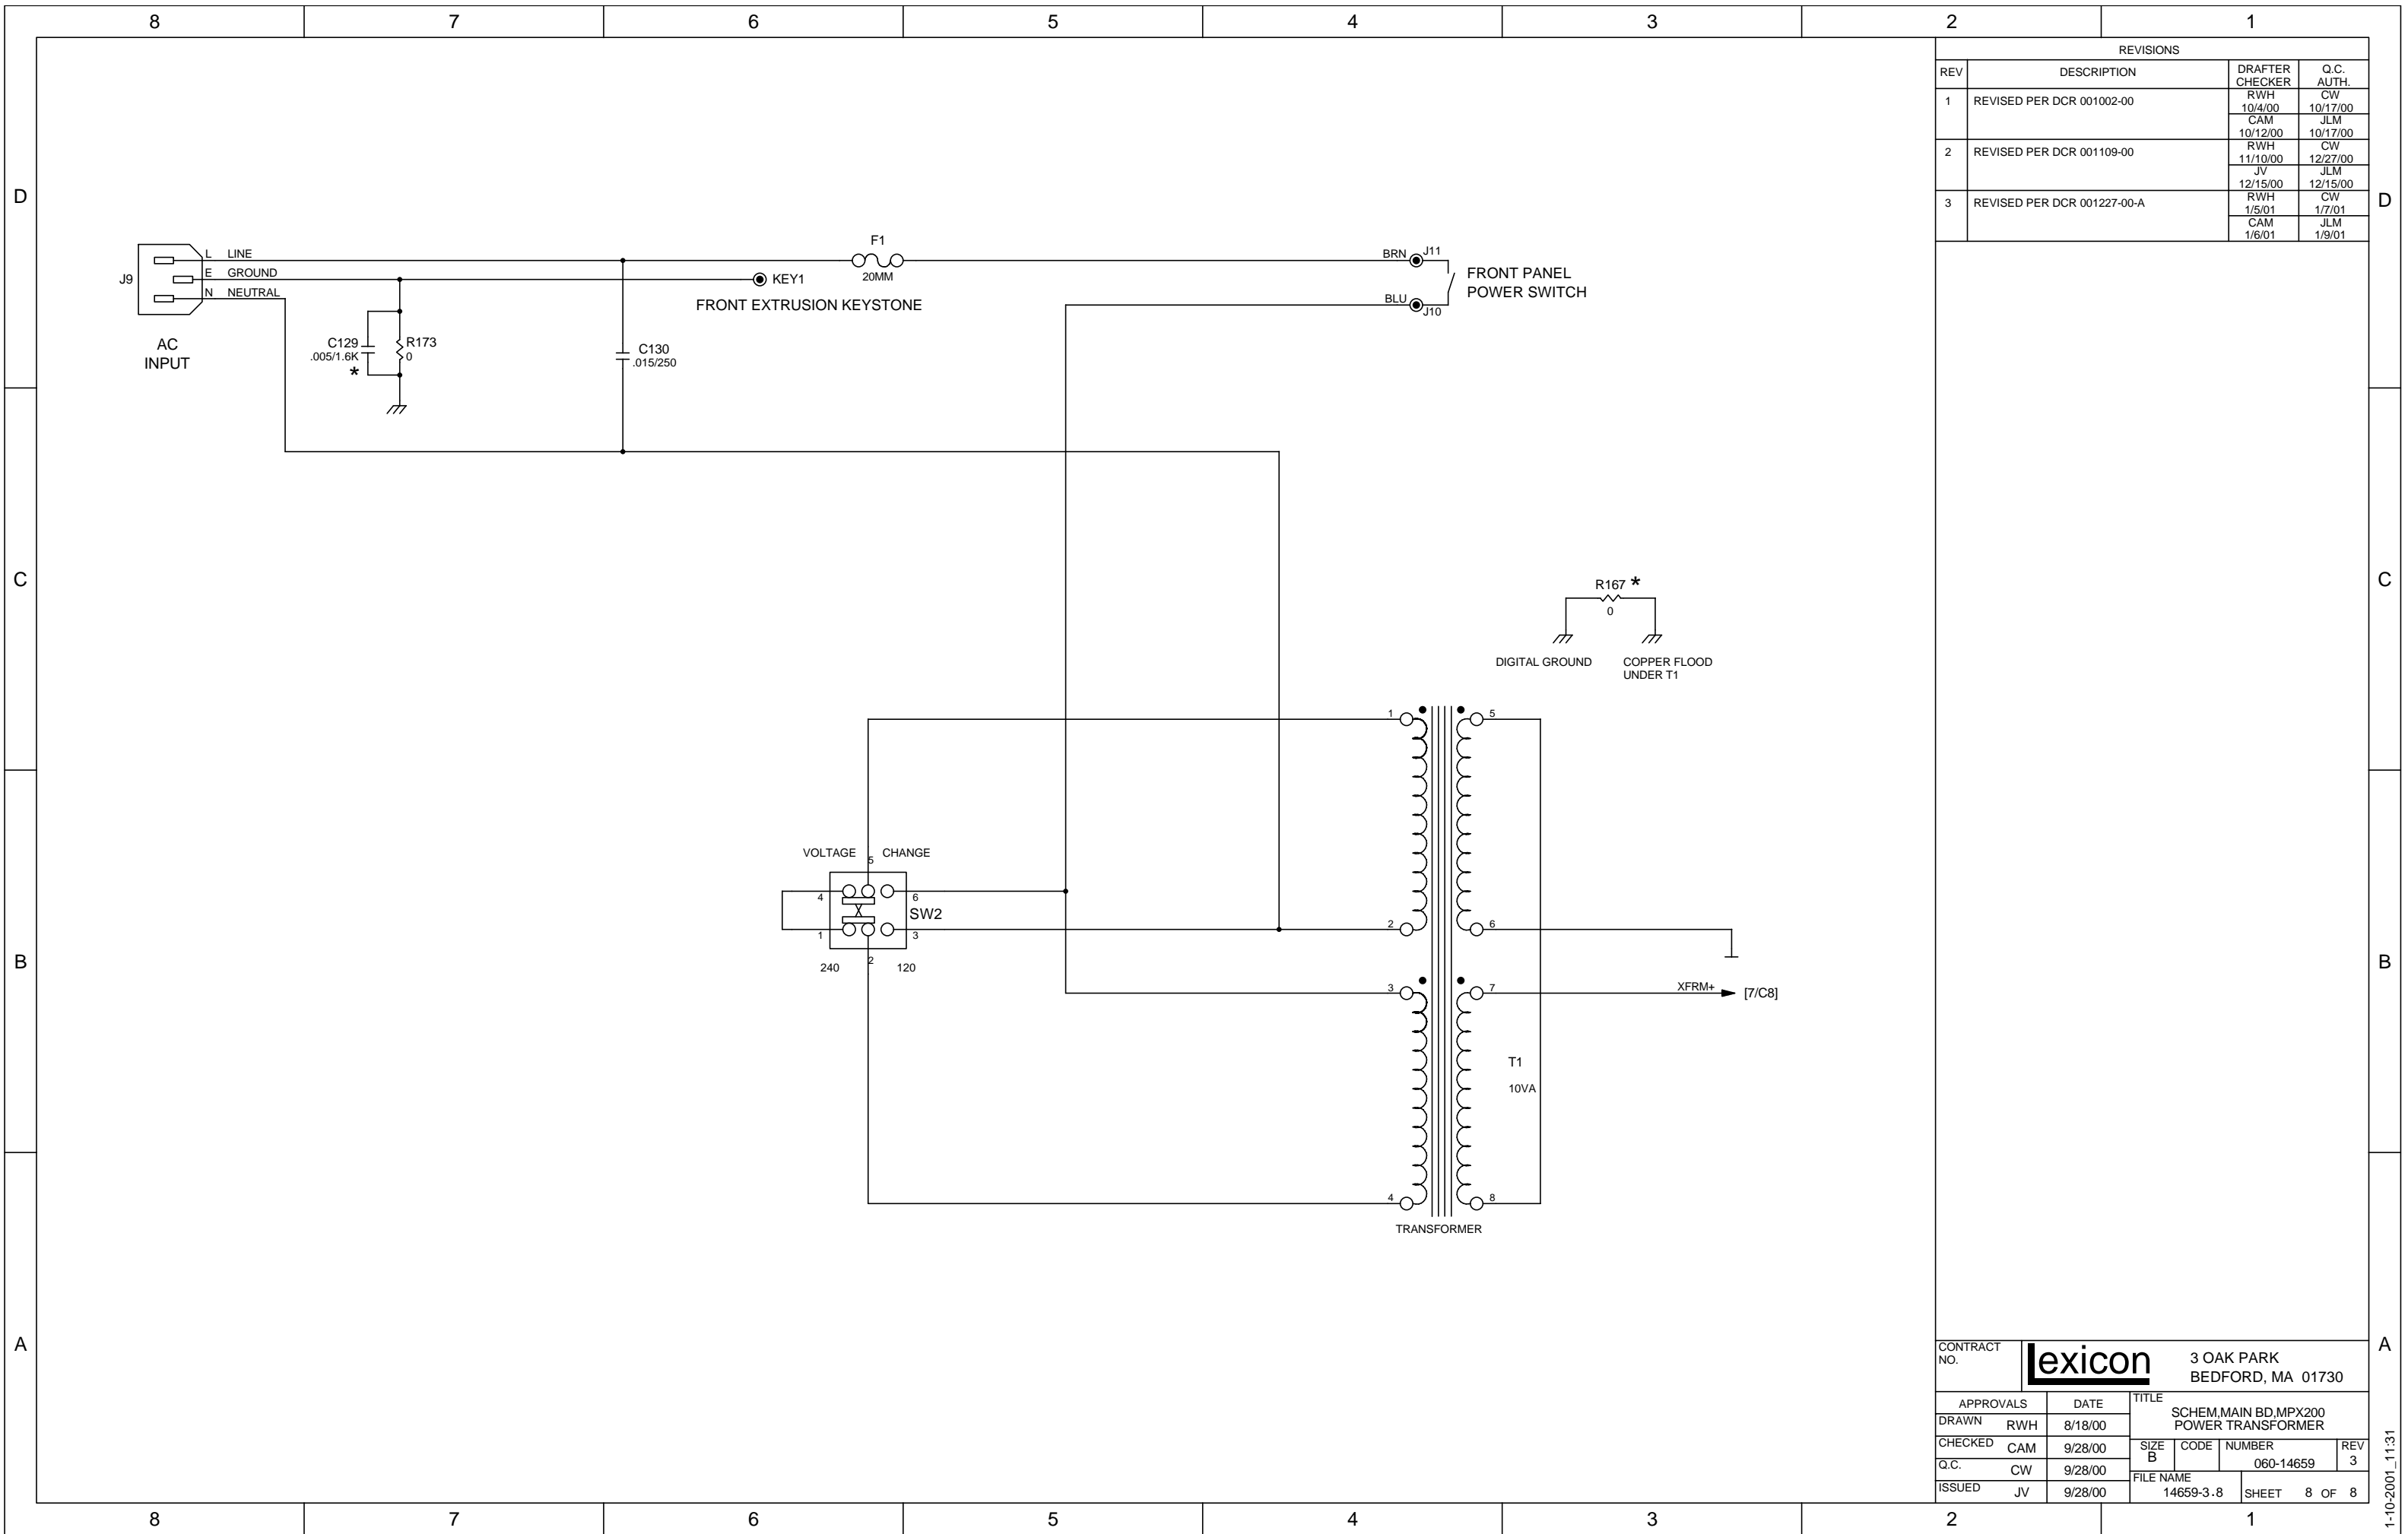 8 7 6 5 4 3 2 1
REVISIONS
REV DESCRIPTION DRAFTER CHECKER Q.C. AUTH.
1 REVISED PER DCR 001002-00 RWH 10/4/00 CW 10/17/00
CAM 10/12/00 JLM 10/17/00
2 REVISED PER DCR 001109-00 RWH 11/10/00 CW 12/27/00
JV 12/15/00 JLM 12/15/00
3 REVISED PER DCR 001227-00-A RWH 1/5/01 CW 1/7/01
CAM 1/6/01 JLM 1/9/01
D D
J9
L LINE
E GROUND
N NEUTRAL
AC
INPUT
C129
.005/1.6K
*
R173
0
C130
.015/250
KEY1
FRONT EXTRUSION KEYSTONE
F1
20MM
BRN J11
BLU J10
FRONT PANEL
POWER SWITCH
C C
R167 *
0
DIGITAL GROUND
COPPER FLOOD
UNDER T1
VOLTAGE 5 CHANGE
4 6
X
SW2
1 3
240 2 120
1 5
2 6
3 7
XFRM+ [7/C8]
T1
10VA
4 8
TRANSFORMER
B B
A A
CONTRACT
NO.
lexicon
3 OAK PARK
BEDFORD, MA 01730
APPROVALS DATE
DRAWN RWH 8/18/00
CHECKED CAM 9/28/00
Q.C. CW 9/28/00
ISSUED JV 9/28/00
TITLE
SCHEM,MAIN BD,MPX200
POWER TRANSFORMER
SIZE B CODE NUMBER 060-14659 REV 3
FILE NAME 14659-3.8 SHEET 8 OF 8
1-10-2001_11:31
8 7 6 5 4 3 2 1